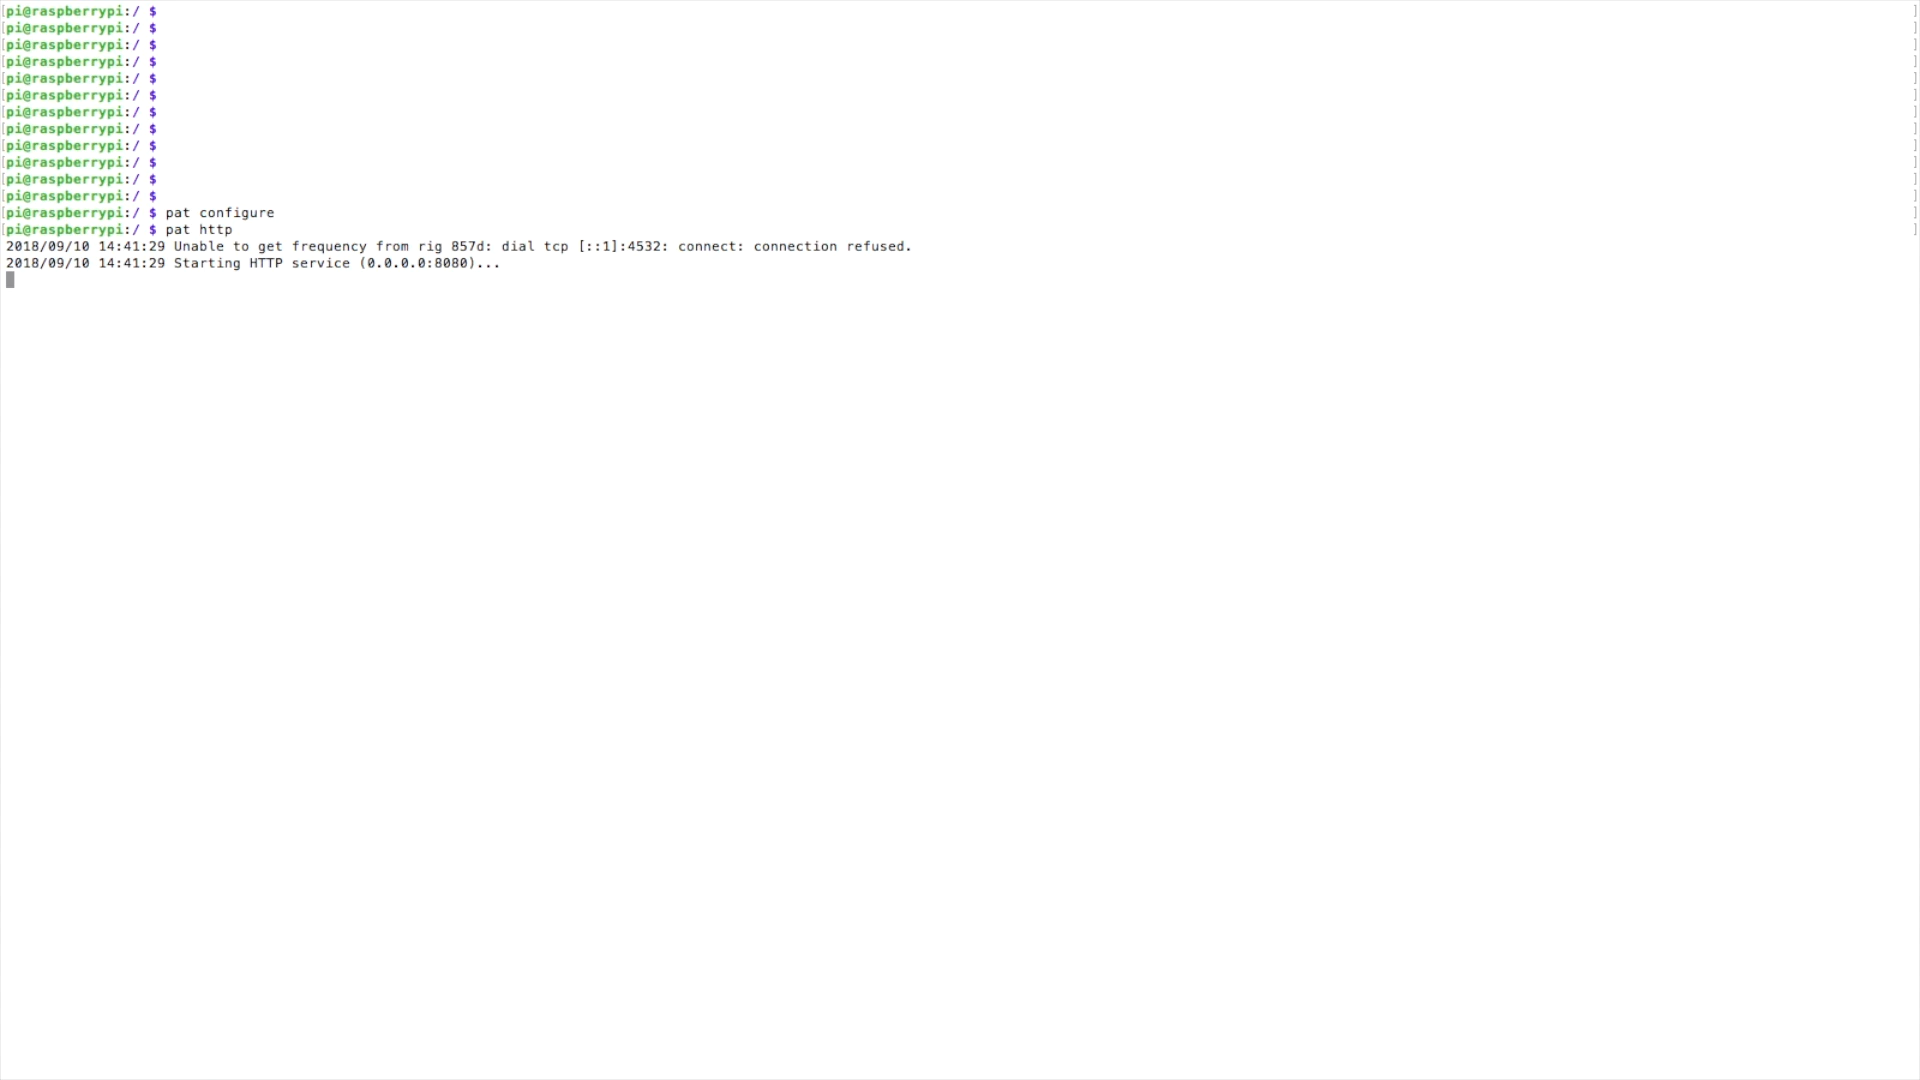 [pi@raspberrypi:/ $ ]
[pi@raspberrypi:/ $ ]
[pi@raspberrypi:/ $ ]
[pi@raspberrypi:/ $ ]
[pi@raspberrypi:/ $ ]
[pi@raspberrypi:/ $ ]
[pi@raspberrypi:/ $ ]
[pi@raspberrypi:/ $ ]
[pi@raspberrypi:/ $ ]
[pi@raspberrypi:/ $ ]
[pi@raspberrypi:/ $ ]
[pi@raspberrypi:/ $ ]
[pi@raspberrypi:/ $ pat configure ]
[pi@raspberrypi:/ $ pat http ]
2018/09/10 14:41:29 Unable to get frequency from rig 857d: dial tcp [::1]:4532: connect: connection refused.
2018/09/10 14:41:29 Starting HTTP service (0.0.0.0:8080)...